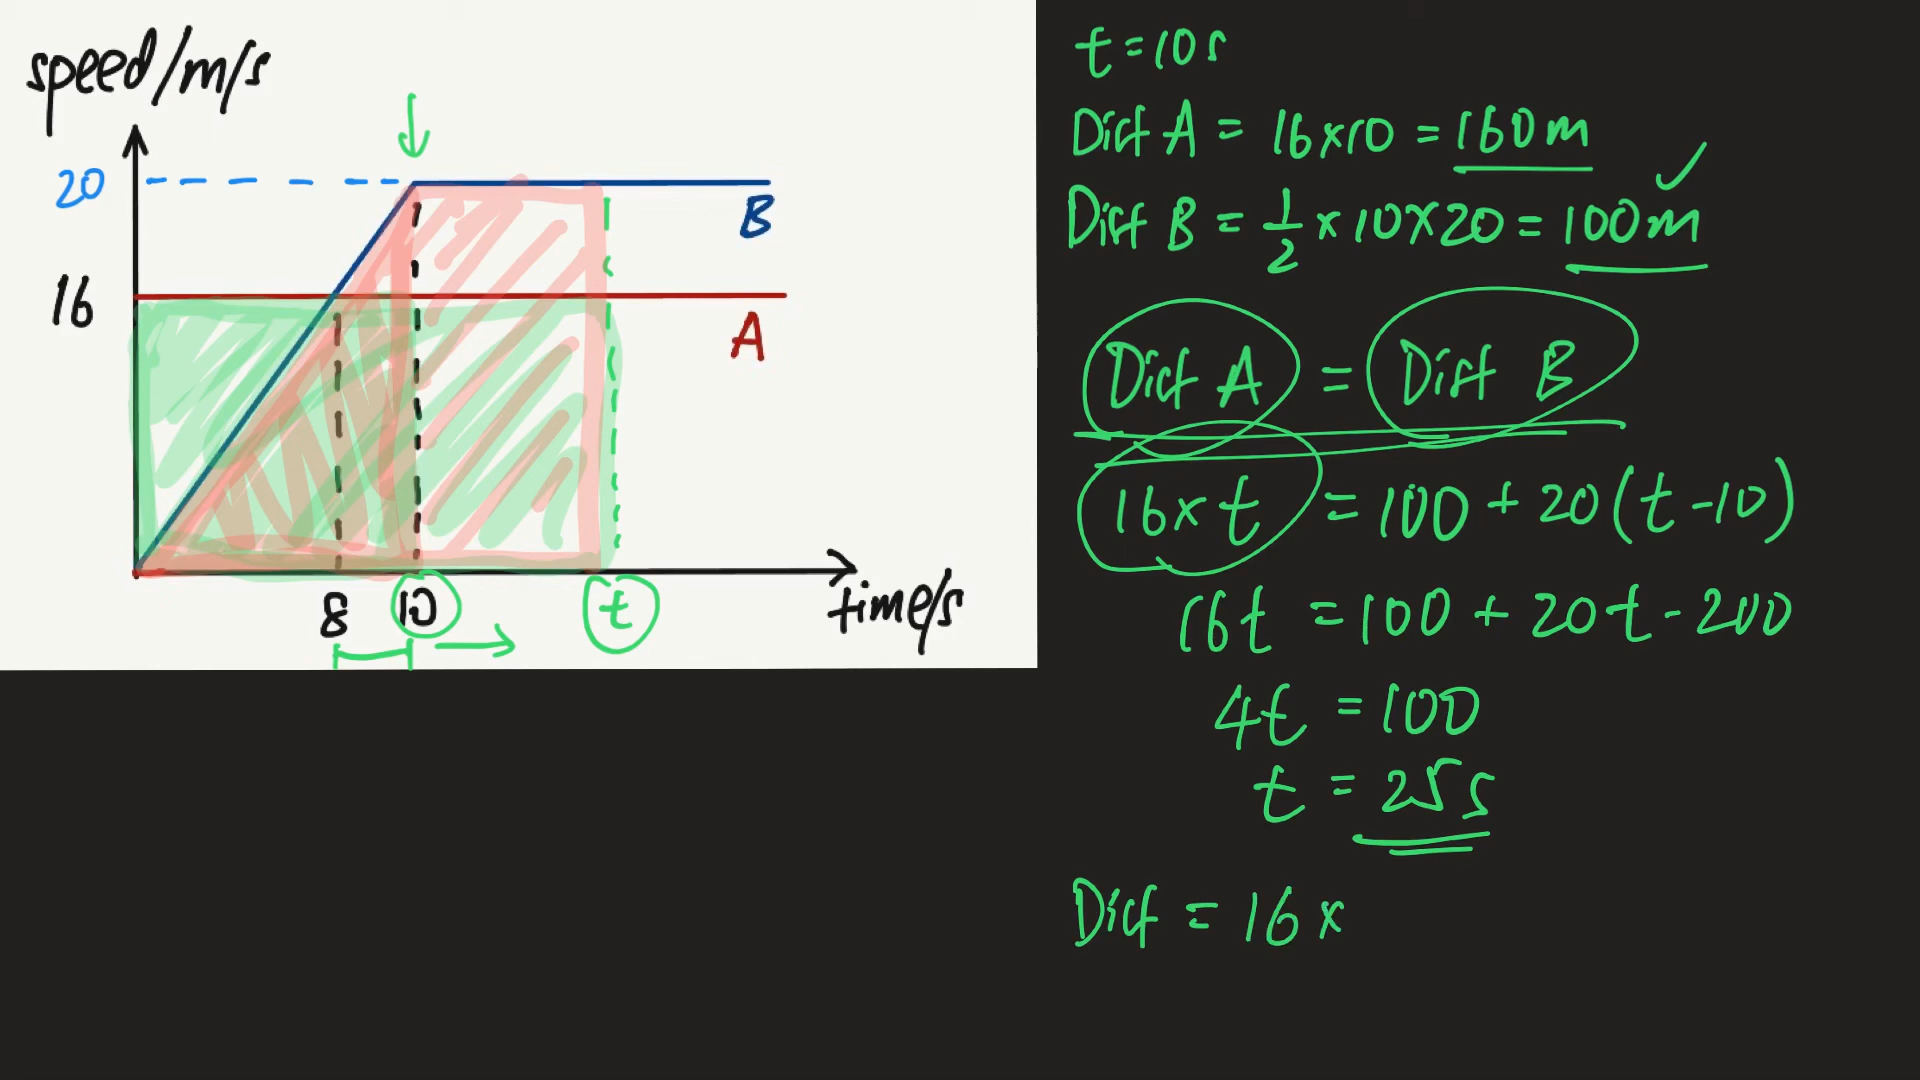 speed/m/s
20
B
16
A
8
10
t
time/s
t = 10s
Dist A = 16 × 10 = 160m
Dist B = 1/2 × 10 × 20 = 100m ✓
Dist A = Dist B
16 × t = 100 + 20(t - 10)
16t = 100 + 20t - 200
4t = 100
t = 25s
Dist = 16 ×